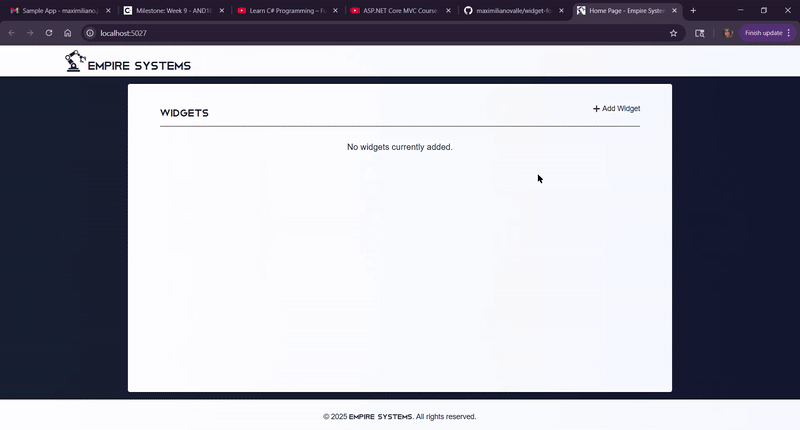 Sample App - maximiliano.
Milestone: Week 9 - AND1
Learn C# Programming – Fu
ASP.NET Core MVC Course
maximilianovalle/widget-fo
Home Page - Empire System
localhost:5027
Finish update
EMPIRE SYSTEMS
WIDGETS
Add Widget
No widgets currently added.
© 2025 EMPIRE SYSTEMS. All rights reserved.